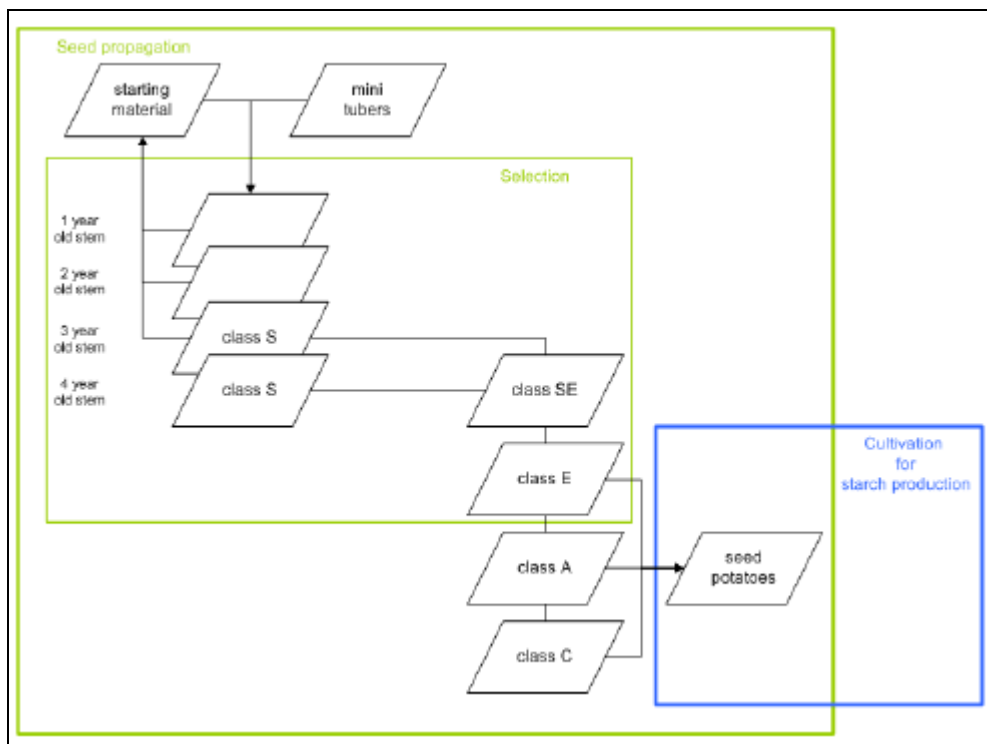 Seed propagation
starting
material
mini
tubers
Selection
1 year
old stem
2 year
old stem
3 year
old stem
class S
4 year
old stem
class S
class SE
Cultivation
for
starch production
class E
class A
seed
potatoes
class C